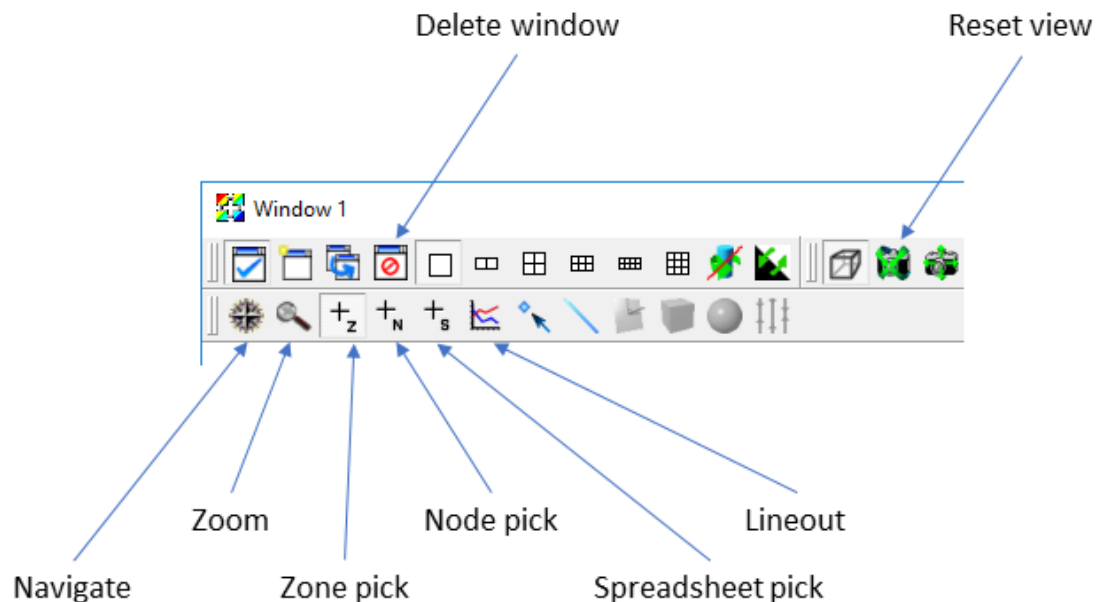 Delete window
Reset view
Window 1
+Z
+N
+S
Zoom
Node pick
Lineout
Navigate
Zone pick
Spreadsheet pick